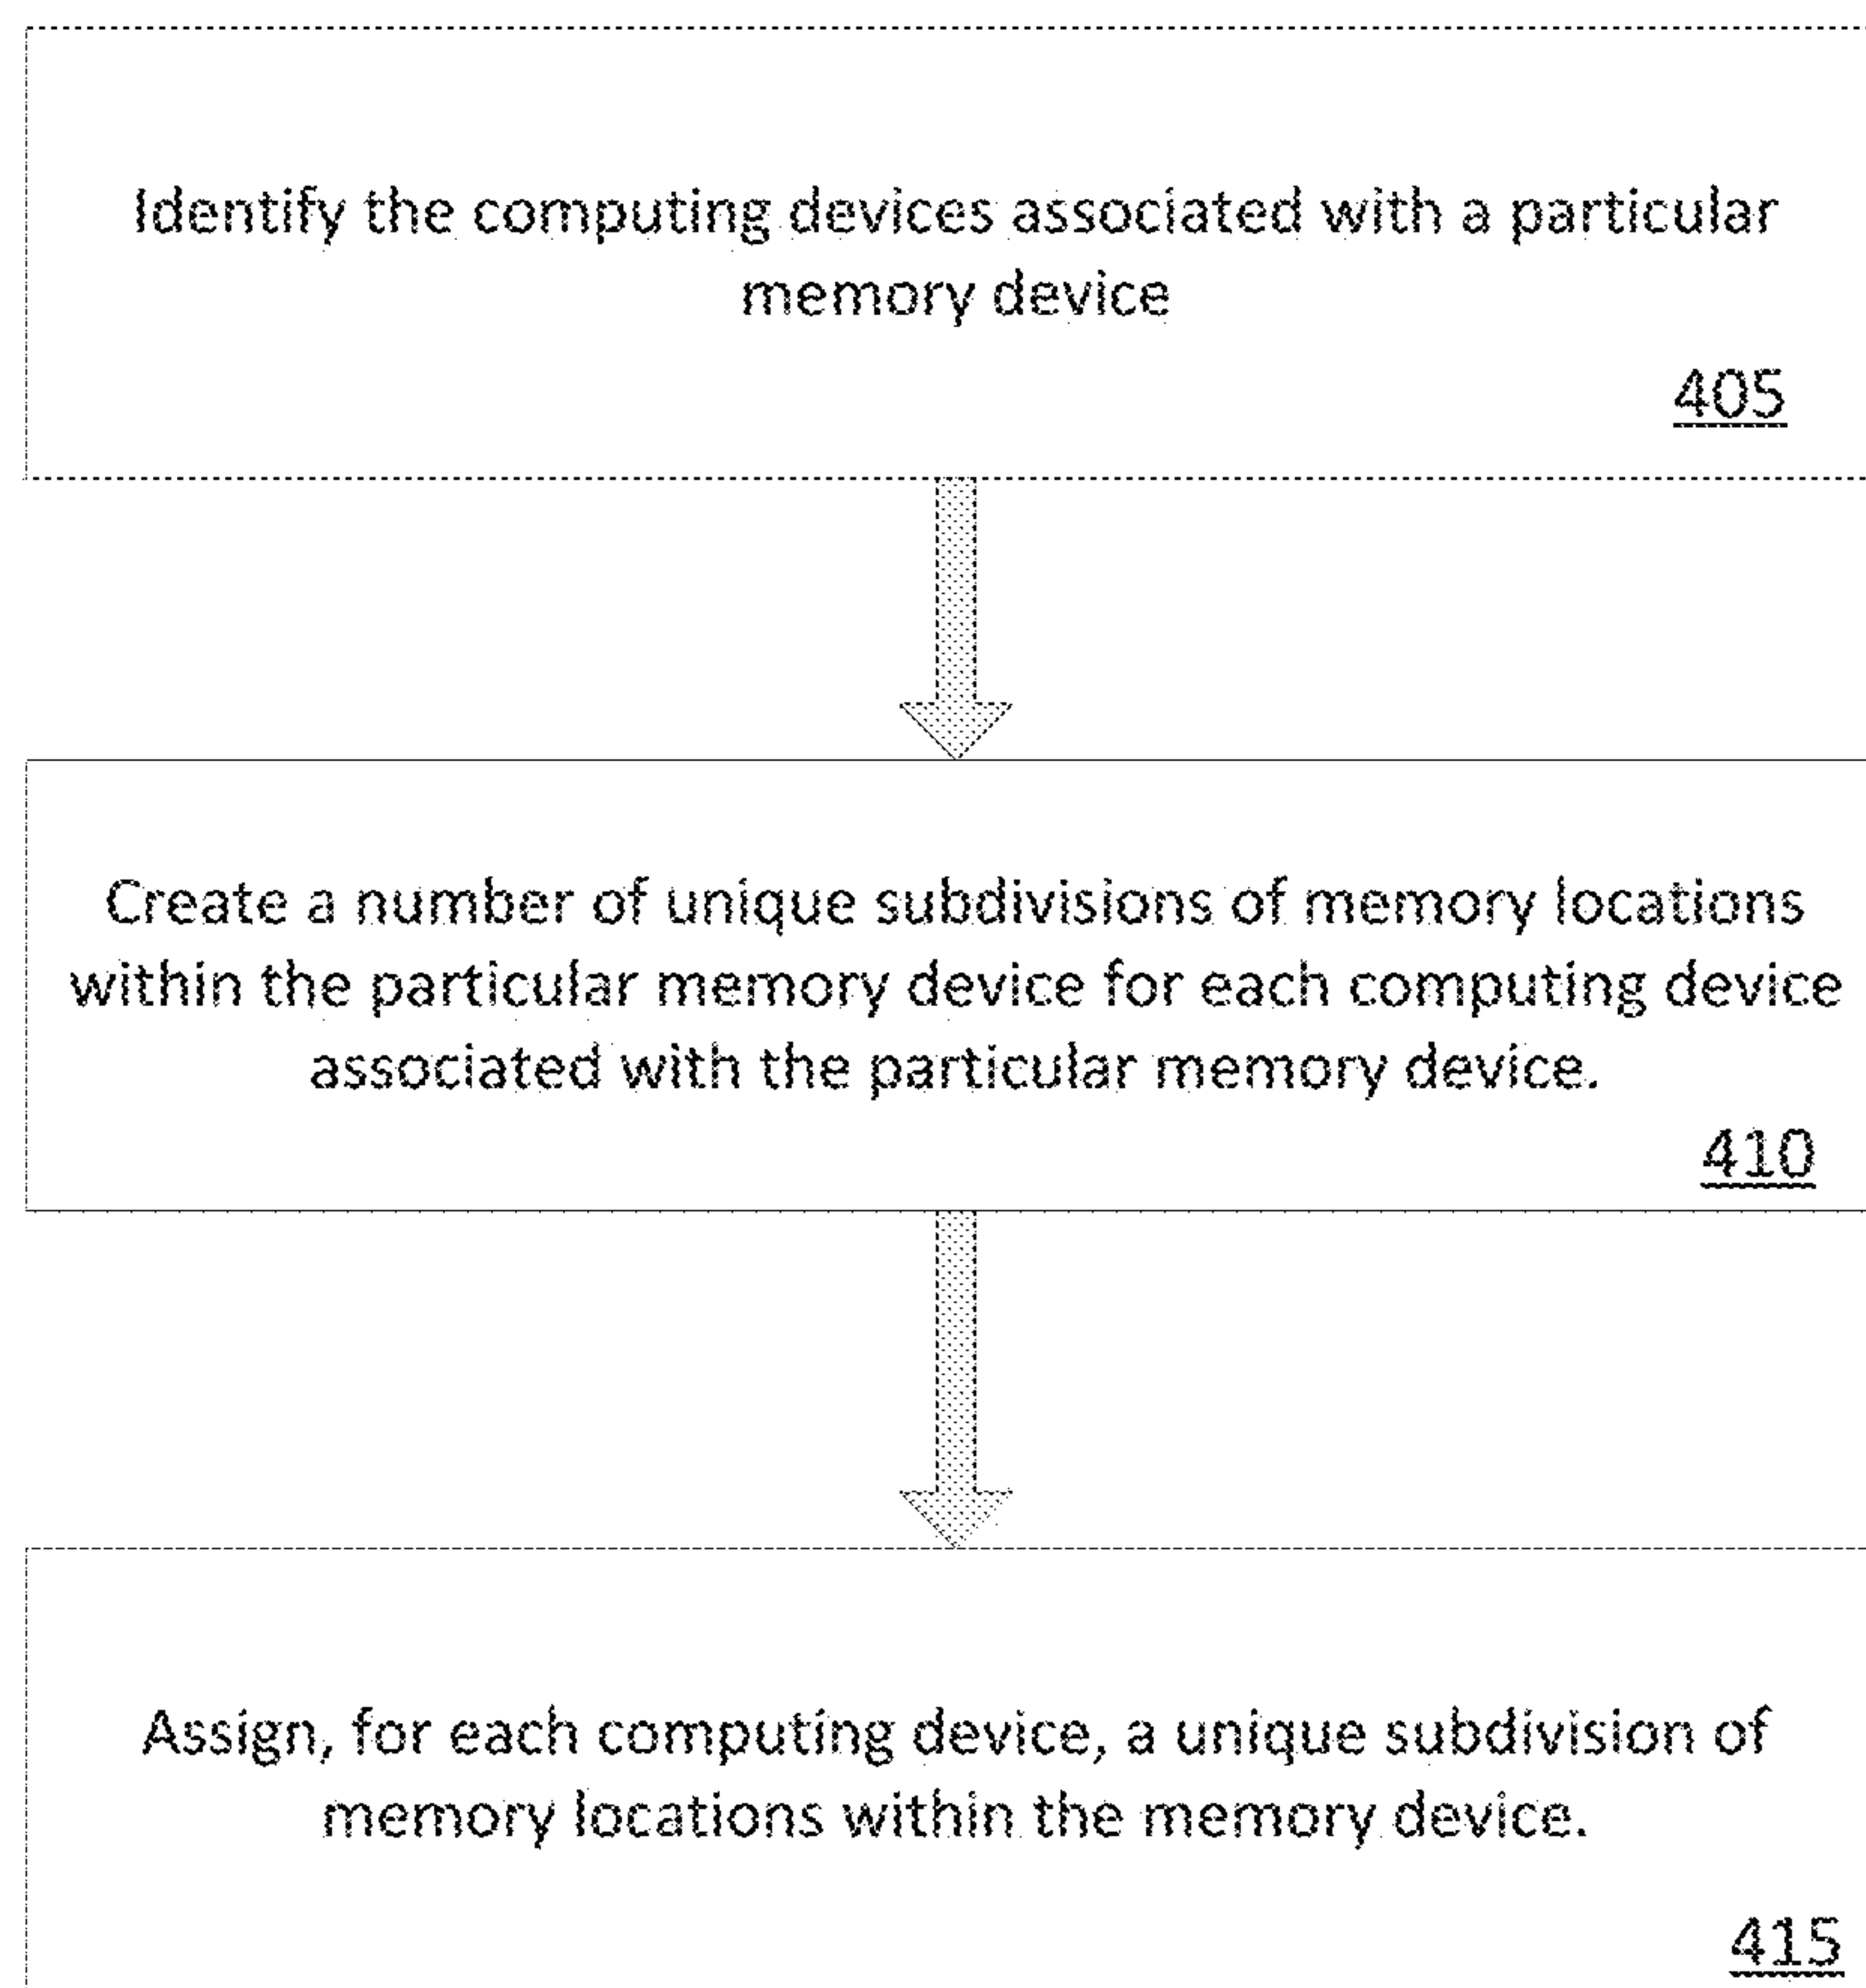 Identify the computing devices associated with a particular
memory device
405
Create a number of unique subdivisions of memory locations
within the particular memory device for each computing device
associated with the particular memory device.
410
Assign, for each computing device, a unique subdivision of
memory locations within the memory device.
415